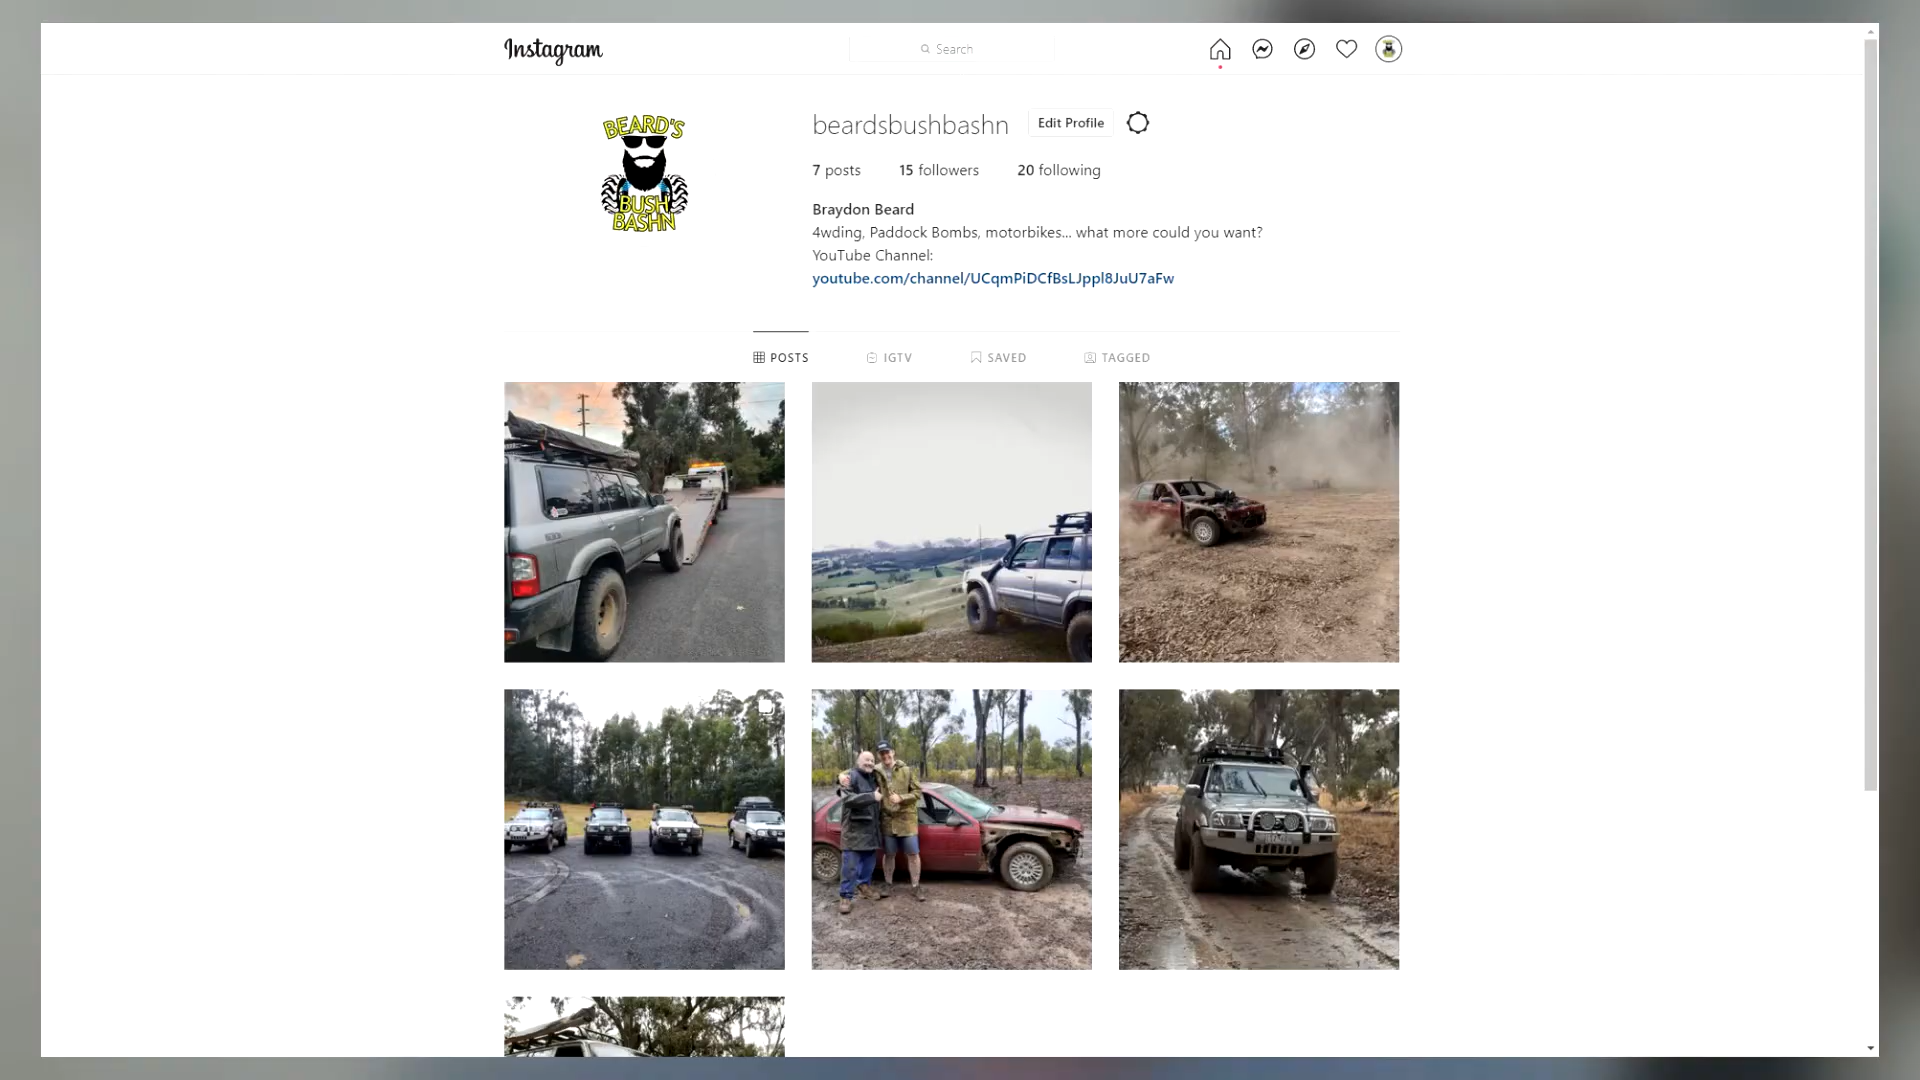 Instagram
Search
BEARD'S
BUSH
BASHN
beardsbushbashn
Edit Profile
7 posts
15 followers
20 following
Braydon Beard
4wding, Paddock Bombs, motorbikes... what more could you want?
YouTube Channel:
youtube.com/channel/UCqmPiDCfBsLJppl8JuU7aFw
POSTS
IGTV
SAVED
TAGGED